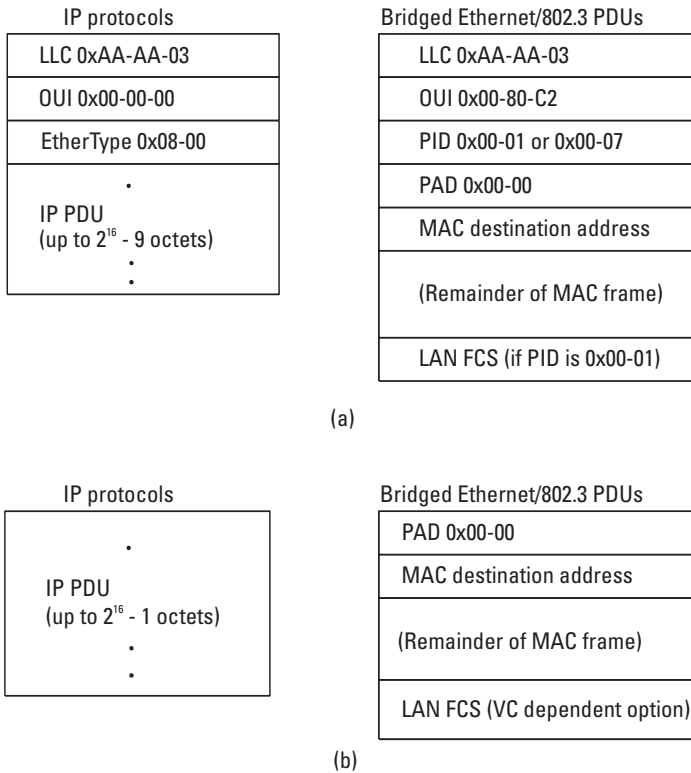 IP protocols
LLC 0xAA-AA-03
OUI 0x00-00-00
EtherType 0x08-00
IP PDU
(up to 2¹⁶ - 9 octets)
Bridged Ethernet/802.3 PDUs
LLC 0xAA-AA-03
OUI 0x00-80-C2
PID 0x00-01 or 0x00-07
PAD 0x00-00
MAC destination address
(Remainder of MAC frame)
LAN FCS (if PID is 0x00-01)
(a)
IP protocols
IP PDU
(up to 2¹⁶ - 1 octets)
Bridged Ethernet/802.3 PDUs
PAD 0x00-00
MAC destination address
(Remainder of MAC frame)
LAN FCS (VC dependent option)
(b)